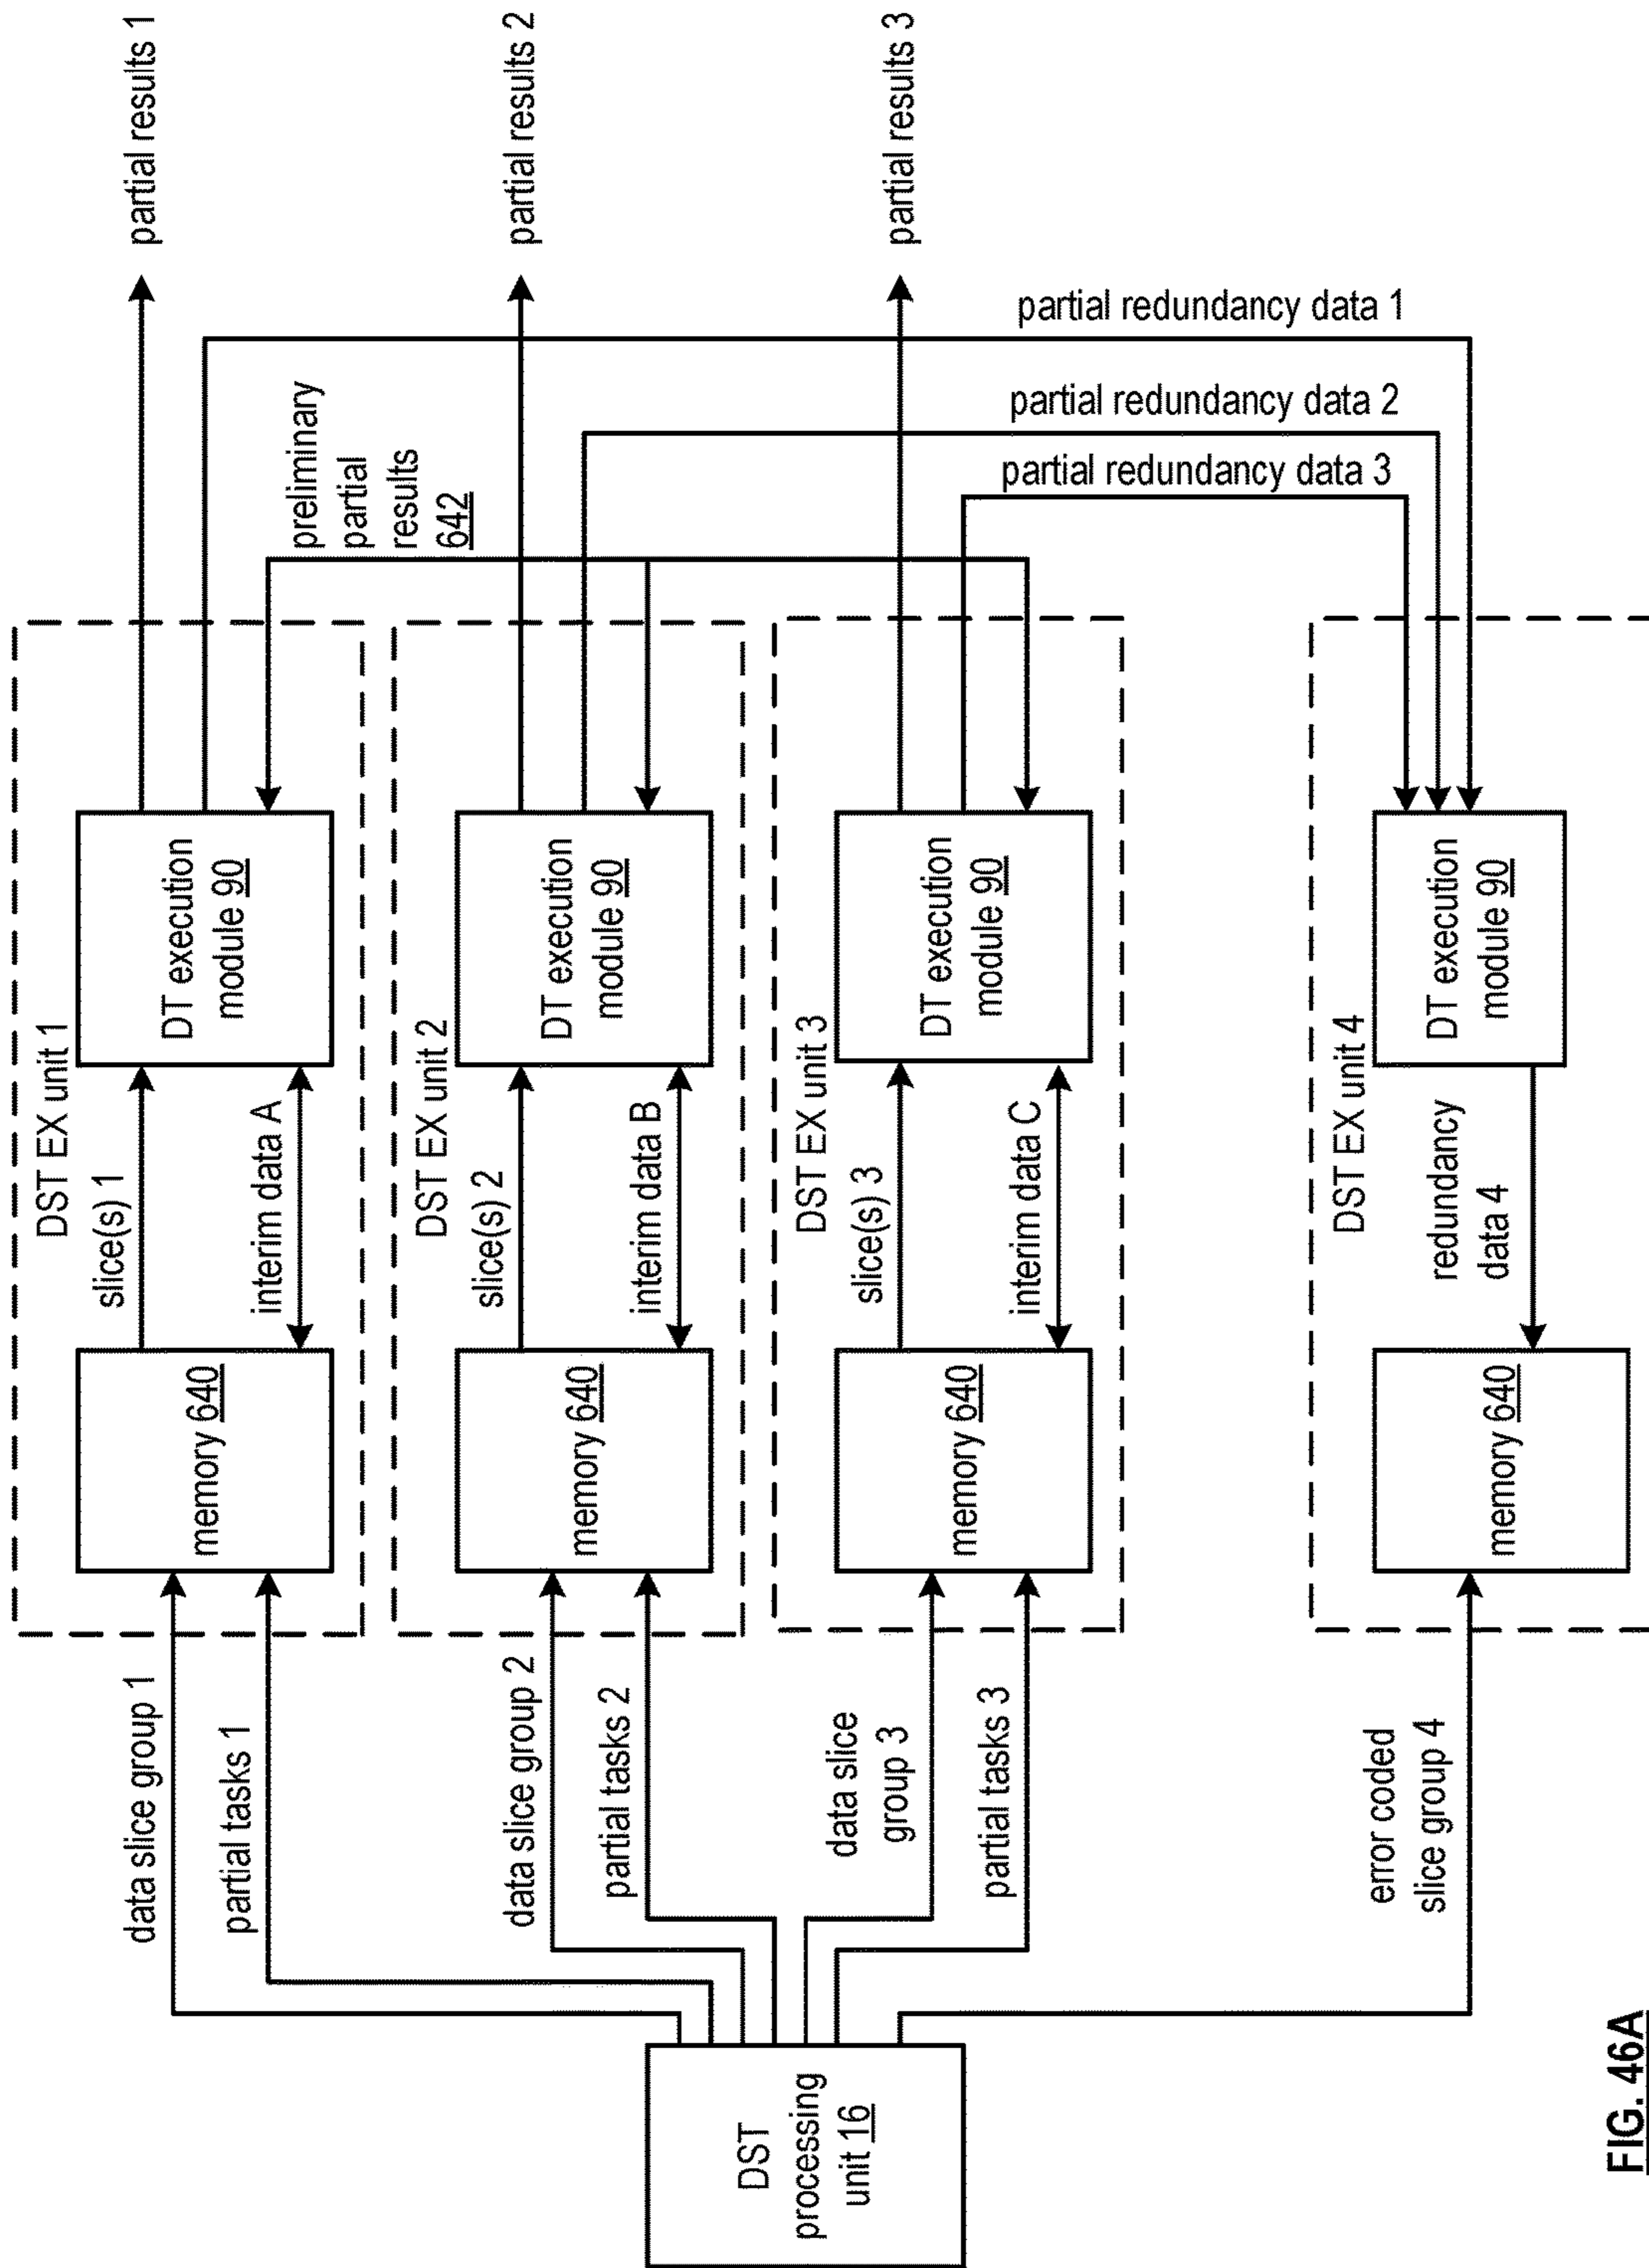 DST
processing
unit 16
data slice group 1
partial tasks 1
data slice group 2
partial tasks 2
data slice
group 3
partial tasks 3
error coded
slice group 4
DST EX unit 1
memory 640
slice(s) 1
interim data A
DT execution
module 90
DST EX unit 2
memory 640
slice(s) 2
interim data B
DT execution
module 90
DST EX unit 3
memory 640
slice(s) 3
interim data C
DT execution
module 90
DST EX unit 4
memory 640
redundancy
data 4
DT execution
module 90
preliminary
partial
results
642
partial redundancy data 1
partial redundancy data 2
partial redundancy data 3
partial results 1
partial results 2
partial results 3
FIG. 46A